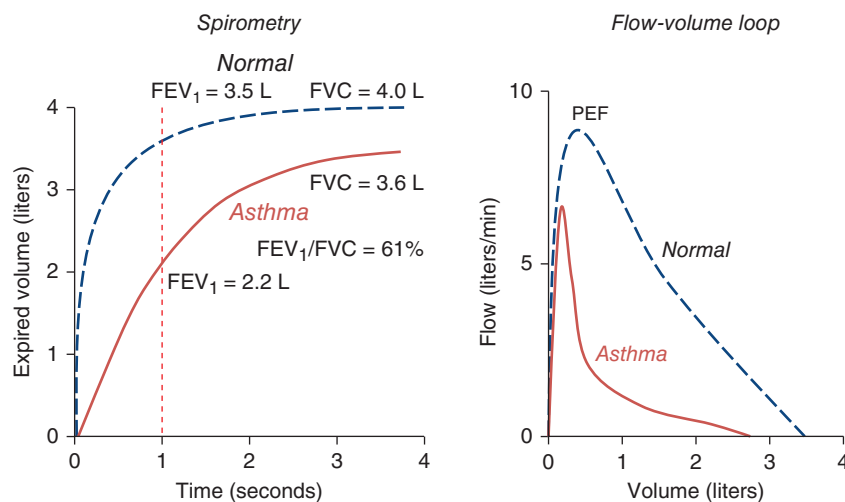 Spirometry
Normal
FEV1 = 3.5 L
FVC = 4.0 L
4
3
2
1
0
Expired volume (liters)
FVC = 3.6 L
Asthma
FEV1/FVC = 61%
FEV1 = 2.2 L
0 1 2 3 4
Time (seconds)
Flow-volume loop
10
5
0
Flow (liters/min)
PEF
Normal
Asthma
0 1 2 3 4
Volume (liters)